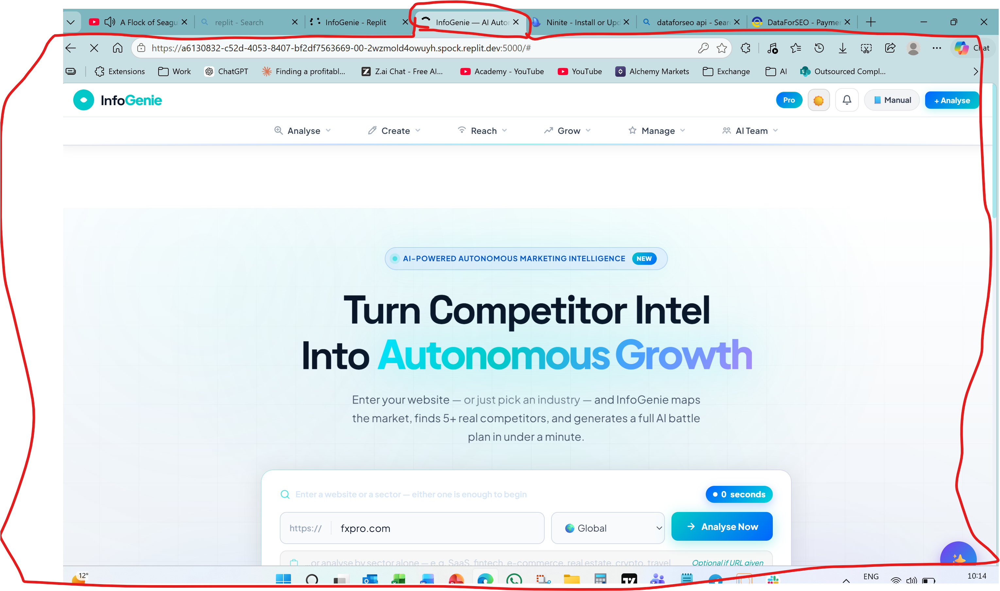 A Flock of Seagu
replit - Search
InfoGenie - Replit
InfoGenie — AI Auto
Ninite - Install or Upd
dataforseo api - Sear
DataForSEO - Payme
https://a6130832-c52d-4053-8407-bf2df7563669-00-2wzmold4owuyh.spock.replit.dev:5000/#
Chat
Extensions Work ChatGPT Finding a profitabl... Z.ai Chat - Free AI... Academy - YouTube YouTube Alchemy Markets Exchange AI Outsourced Compl...
InfoGenie
Pro Manual + Analyse
Analyse Create Reach Grow Manage AI Team
AI-POWERED AUTONOMOUS MARKETING INTELLIGENCE NEW
Turn Competitor Intel
Into Autonomous Growth
Enter your website — or just pick an industry — and InfoGenie maps
the market, finds 5+ real competitors, and generates a full AI battle
plan in under a minute.
Enter a website or a sector — either one is enough to begin
0 seconds
https:// fxpro.com
Global
Analyse Now
...or analyse by sector alone — e.g. SaaS, fintech, e-commerce, real estate, crypto, travel
Optional if URL given
12°
ENG
10:14